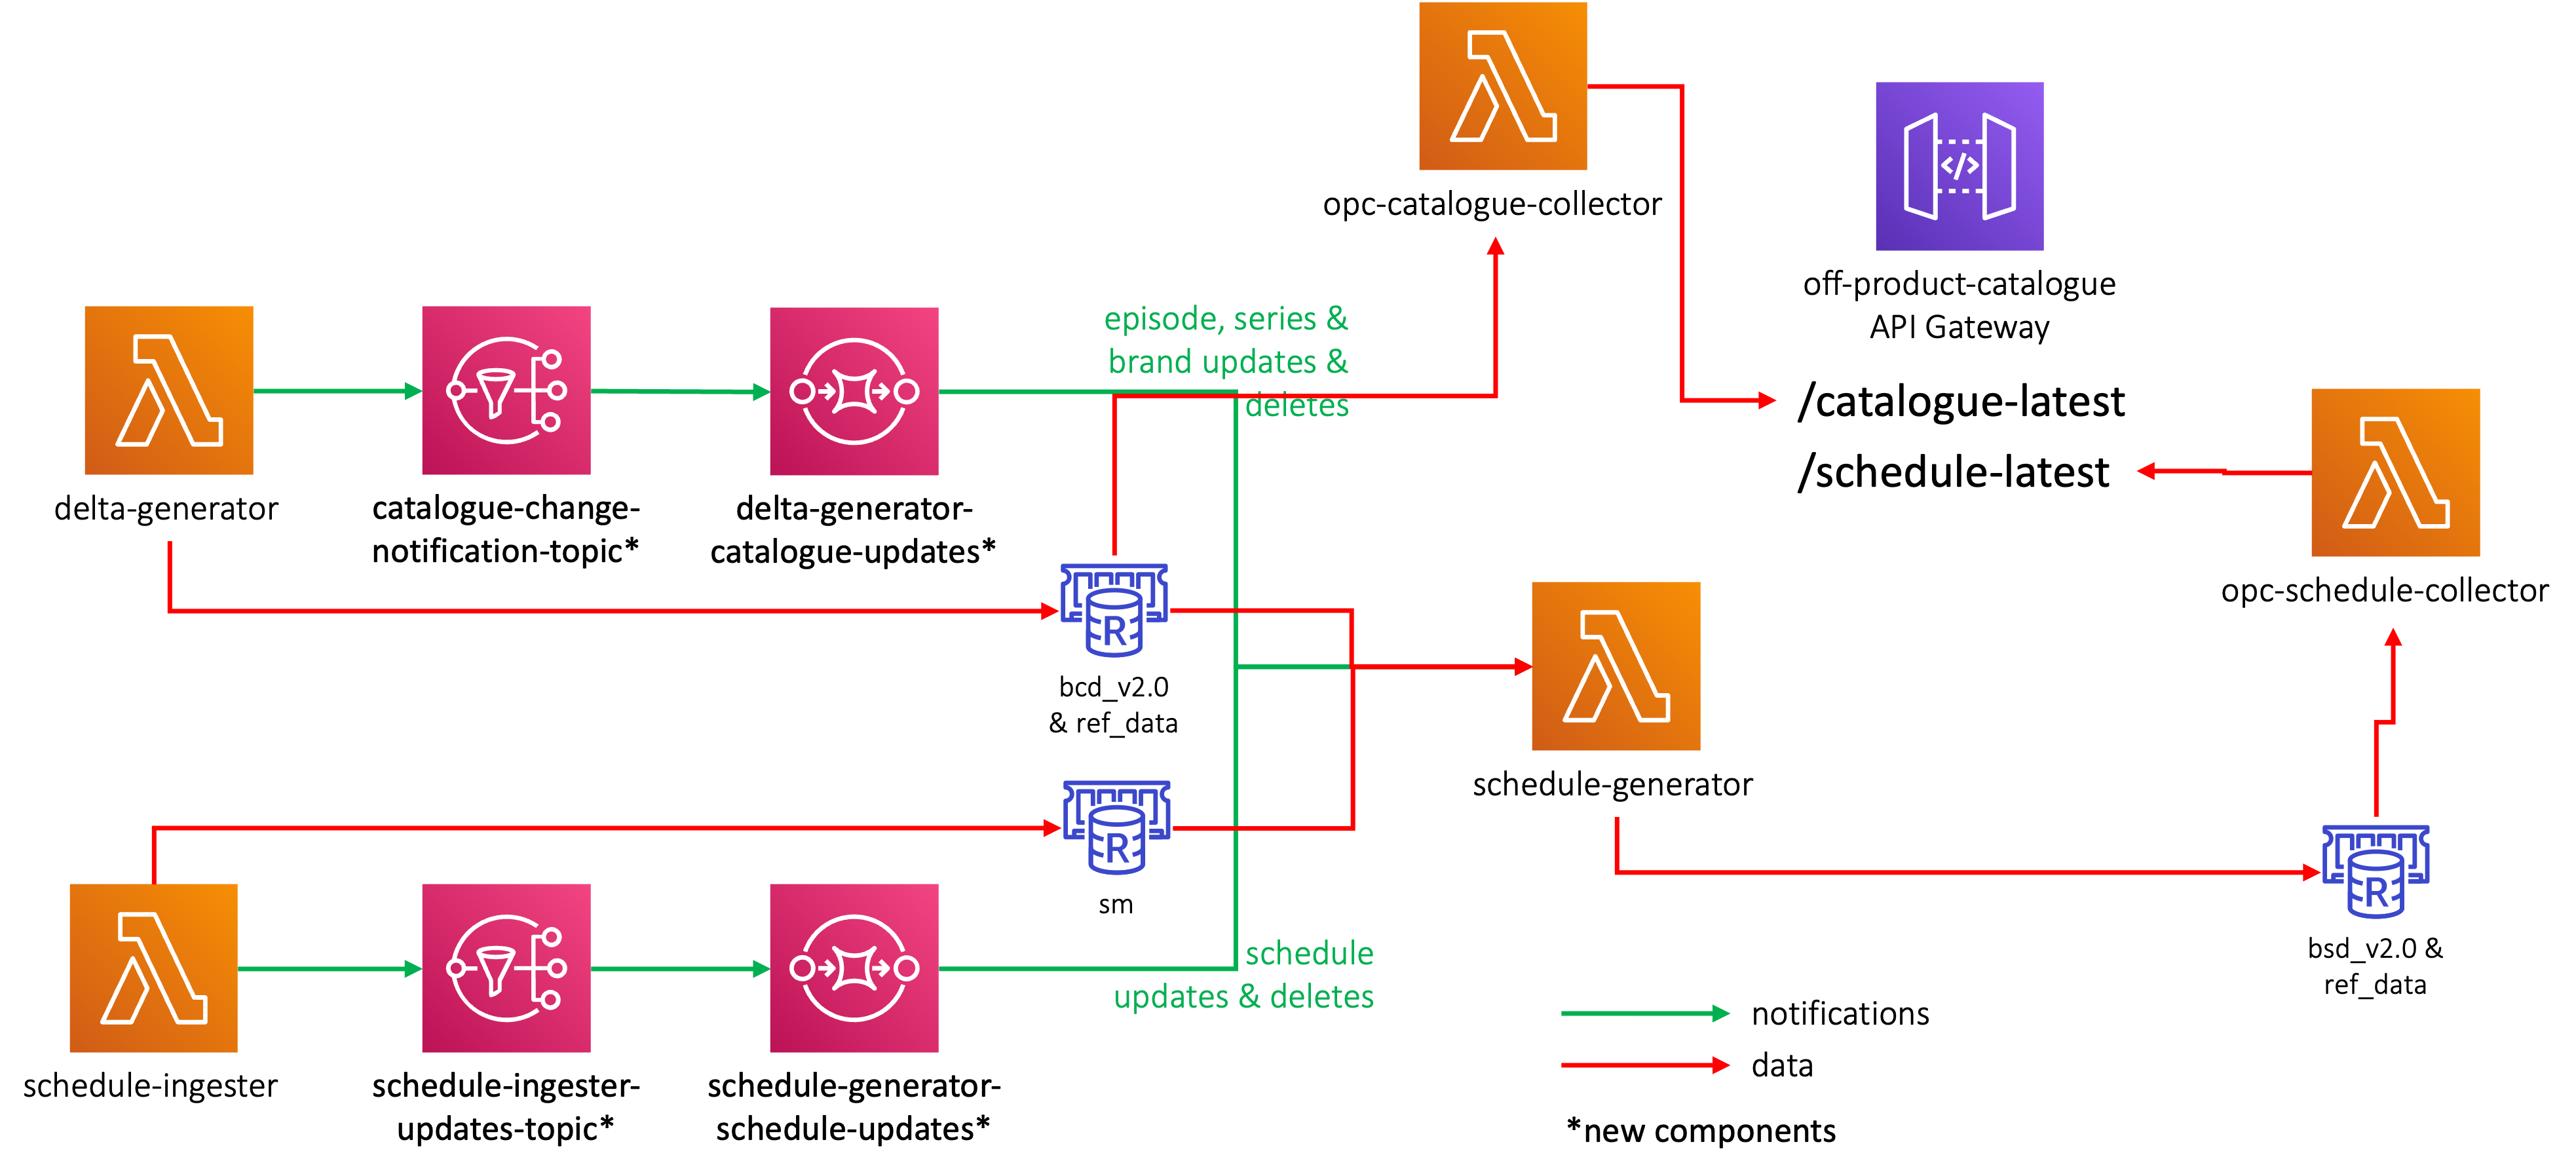 opc-catalogue-collector
off-product-catalogue
API Gateway
/catalogue-latest
/schedule-latest
episode, series &
brand updates &
deletes
delta-generator
catalogue-change-
notification-topic*
delta-generator-
catalogue-updates*
opc-schedule-collector
R
bcd_v2.0
& ref_data
schedule-generator
R
sm
R
bsd_v2.0 &
ref_data
schedule
updates & deletes
schedule-ingester
schedule-ingester-
updates-topic*
schedule-generator-
schedule-updates*
notifications
data
*new components